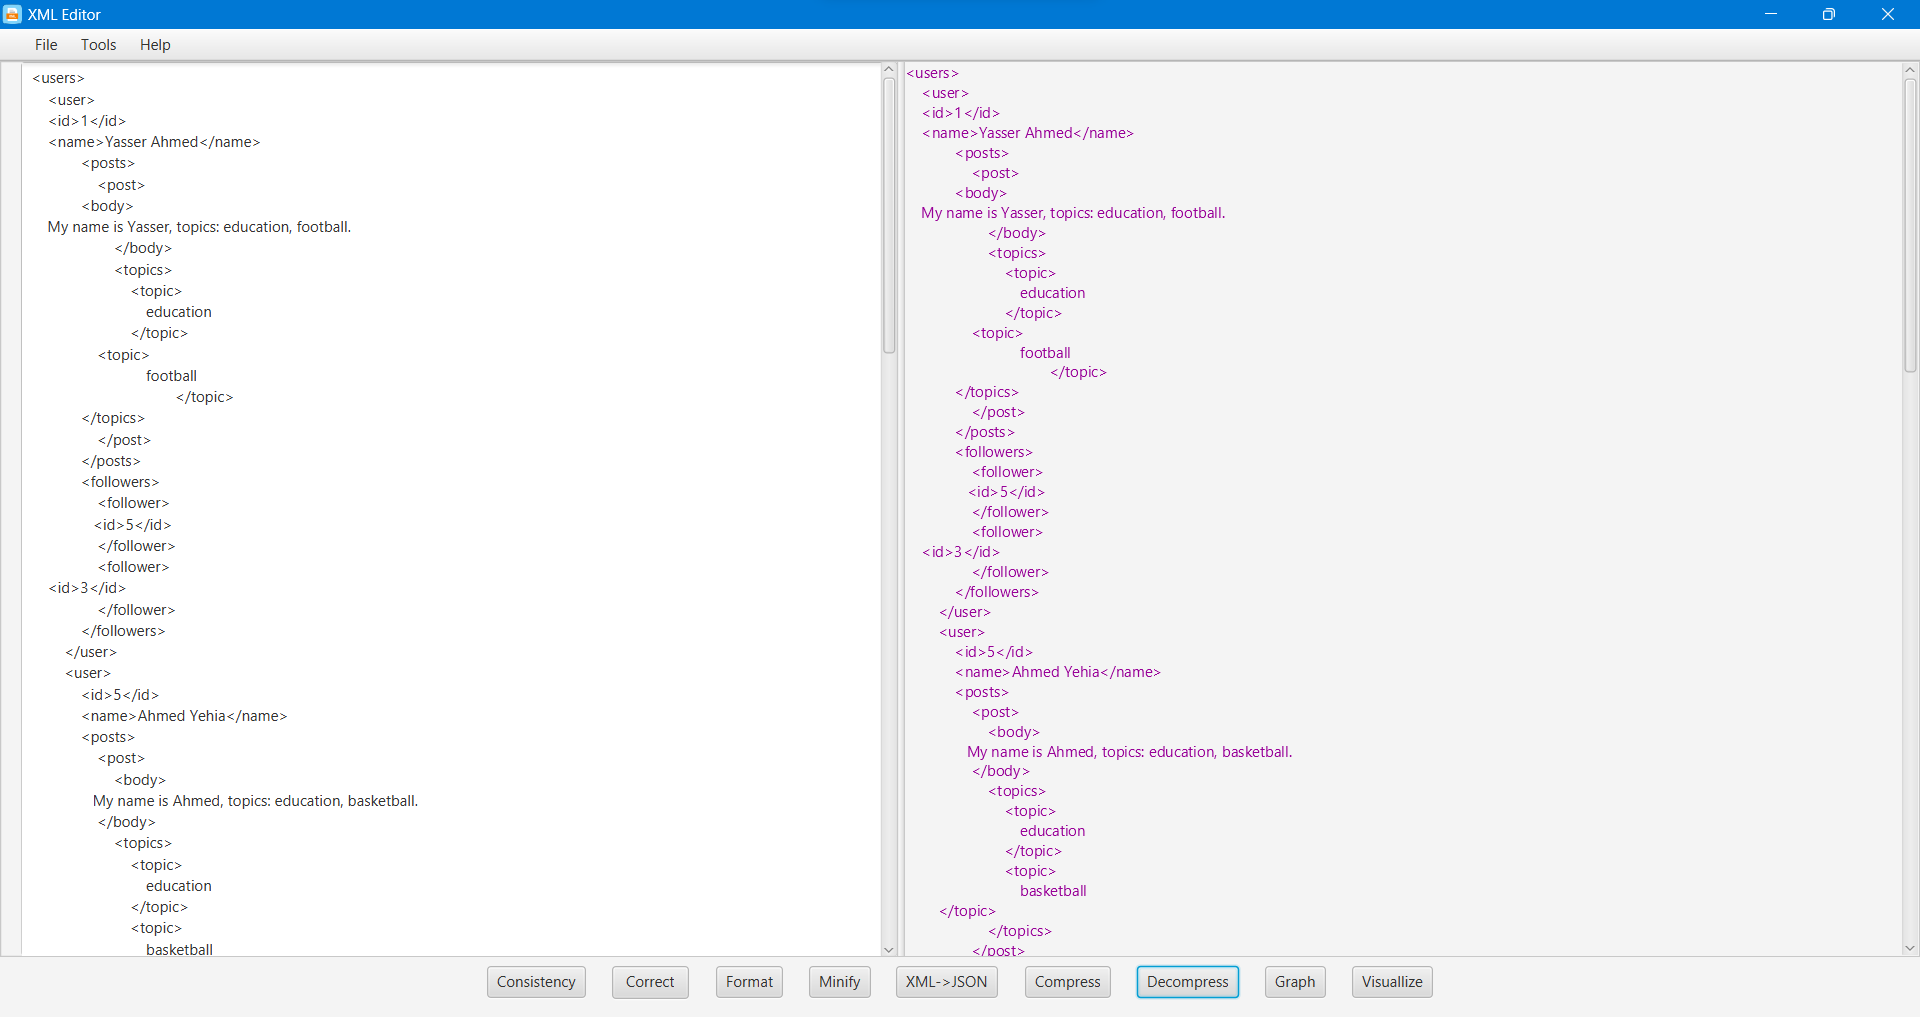 XML Editor
File Tools Help
<users>
<user>
<id>1</id>
<name>Yasser Ahmed</name>
<posts>
<post>
<body>
My name is Yasser, topics: education, football.
</body>
<topics>
<topic>
education
</topic>
<topic>
football
</topic>
</topics>
</post>
</posts>
<followers>
<follower>
<id>5</id>
</follower>
<follower>
<id>3</id>
</follower>
</followers>
</user>
<user>
<id>5</id>
<name>Ahmed Yehia</name>
<posts>
<post>
<body>
My name is Ahmed, topics: education, basketball.
</body>
<topics>
<topic>
education
</topic>
<topic>
basketball
<users>
<user>
<id>1</id>
<name>Yasser Ahmed</name>
<posts>
<post>
<body>
My name is Yasser, topics: education, football.
</body>
<topics>
<topic>
education
</topic>
<topic>
football
</topic>
</topics>
</post>
</posts>
<followers>
<follower>
<id>5</id>
</follower>
<follower>
<id>3</id>
</follower>
</followers>
</user>
<user>
<id>5</id>
<name>Ahmed Yehia</name>
<posts>
<post>
<body>
My name is Ahmed, topics: education, basketball.
</body>
<topics>
<topic>
education
</topic>
<topic>
basketball
</topic>
</topics>
</post>
Consistency Correct Format Minify XML->JSON Compress Decompress Graph Visuallize